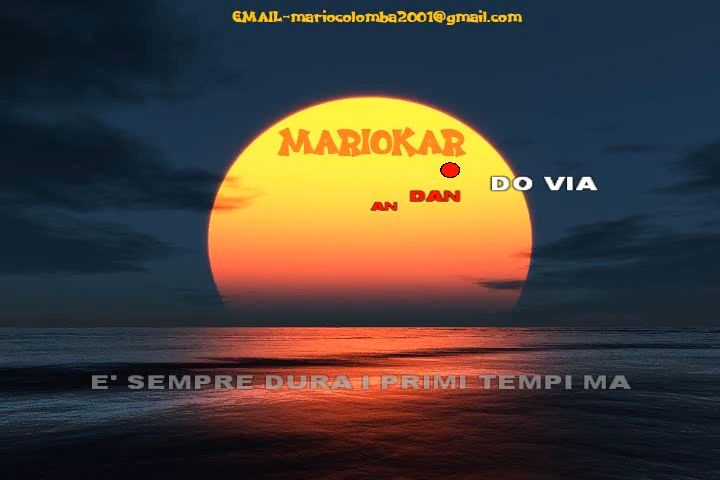 EMAIL-mariocolomba2001@gmail.com
MARIOKAR
AN DAN DO VIA
E' SEMPRE DURA I PRIMI TEMPI MA